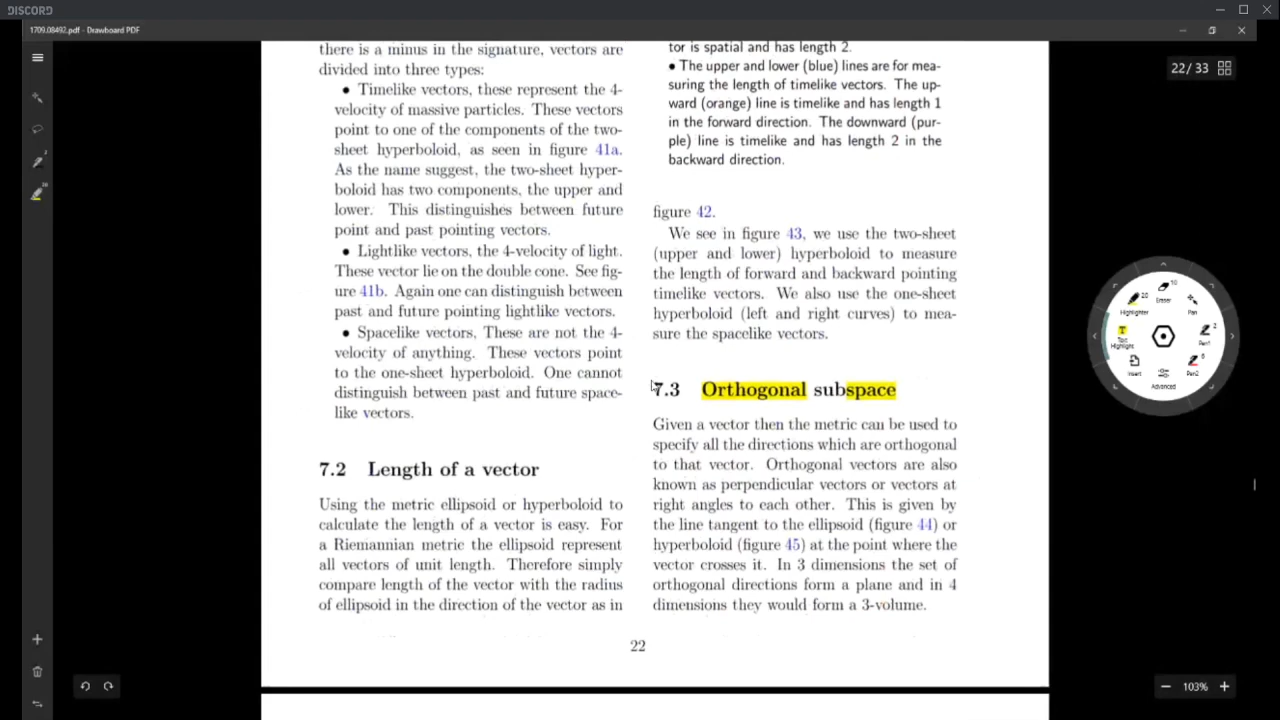 DISCORD
1709.08492.pdf - Drawboard PDF
22/ 33
there is a minus in the signature, vectors are
divided into three types:
• Timelike vectors, these represent the 4-
velocity of massive particles. These vectors
point to one of the components of the two-
sheet hyperboloid, as seen in figure 41a.
As the name suggest, the two-sheet hyper-
boloid has two components, the upper and
lower. This distinguishes between future
point and past pointing vectors.
• Lightlike vectors, the 4-velocity of light.
These vector lie on the double cone. See fig-
ure 41b. Again one can distinguish between
past and future pointing lightlike vectors.
• Spacelike vectors, These are not the 4-
velocity of anything. These vectors point
to the one-sheet hyperboloid. One cannot
distinguish between past and future space-
like vectors.
7.2 Length of a vector
Using the metric ellipsoid or hyperboloid to
calculate the length of a vector is easy. For
a Riemannian metric the ellipsoid represent
all vectors of unit length. Therefore simply
compare length of the vector with the radius
of ellipsoid in the direction of the vector as in
tor is spatial and has length 2.
• The upper and lower (blue) lines are for mea-
suring the length of timelike vectors. The up-
ward (orange) line is timelike and has length 1
in the forward direction. The downward (pur-
ple) line is timelike and has length 2 in the
backward direction.
figure 42.
We see in figure 43, we use the two-sheet
(upper and lower) hyperboloid to measure
the length of forward and backward pointing
timelike vectors. We also use the one-sheet
hyperboloid (left and right curves) to mea-
sure the spacelike vectors.
7.3 Orthogonal subspace
Given a vector then the metric can be used to
specify all the directions which are orthogonal
to that vector. Orthogonal vectors are also
known as perpendicular vectors or vectors at
right angles to each other. This is given by
the line tangent to the ellipsoid (figure 44) or
hyperboloid (figure 45) at the point where the
vector crosses it. In 3 dimensions the set of
orthogonal directions form a plane and in 4
dimensions they would form a 3-volume.
22
Highlighter
20
Eraser
10
Pan
Pen1
2
Pen2
6
Advanced
Insert
Text
Highlight
103%